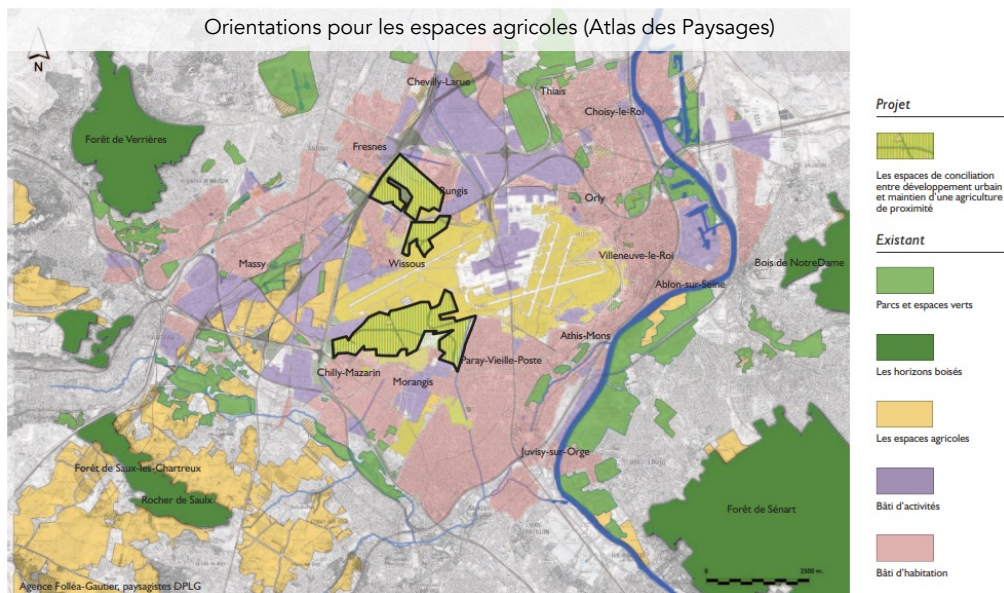 Orientations pour les espaces agricoles (Atlas des Paysages)
N
Chevilly-Larue
Thiais
Choisy-le-Roi
Forêt de Verrières
Fresnes
Rungis
Orly
Massy
Wissous
Villeneuve-le-Roi
Bois de NotreDame
Ablon-sur-Seine
Athis-Mons
Paray-Vieille-Poste
Chilly-Mazarin
Morangis
Juvisy-sur-Orge
Forêt de Saux-les-Chartreux
Rocher de Saulx
Forêt de Sénart
Agence Folléa-Gautier, paysagistes DPLG
0
2500 m.
Projet
Les espaces de conciliation
entre développement urbain
et maintien d'une agriculture
de proximité
Existant
Parcs et espaces verts
Les horizons boisés
Les espaces agricoles
Bâti d'activités
Bâti d'habitation